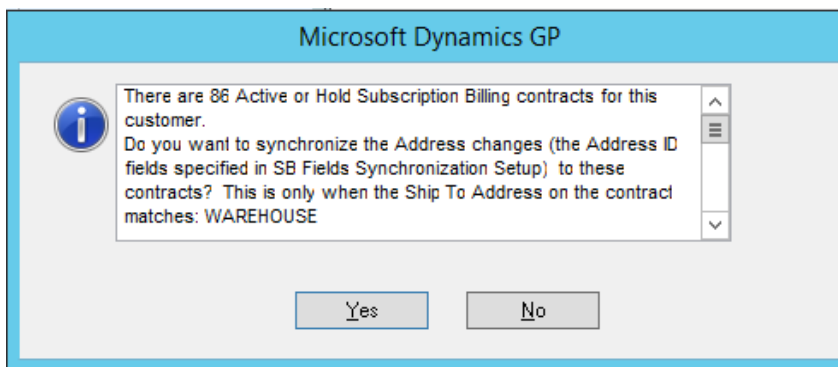 Microsoft Dynamics GP
There are 86 Active or Hold Subscription Billing contracts for this
customer.
Do you want to synchronize the Address changes (the Address ID
fields specified in SB Fields Synchronization Setup)  to these
contracts?  This is only when the Ship To Address on the contract
matches: WAREHOUSE
Yes
No